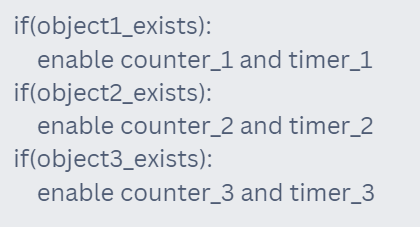 if(object1_exists):
    enable counter_1 and timer_1
if(object2_exists):
    enable counter_2 and timer_2
if(object3_exists):
    enable counter_3 and timer_3